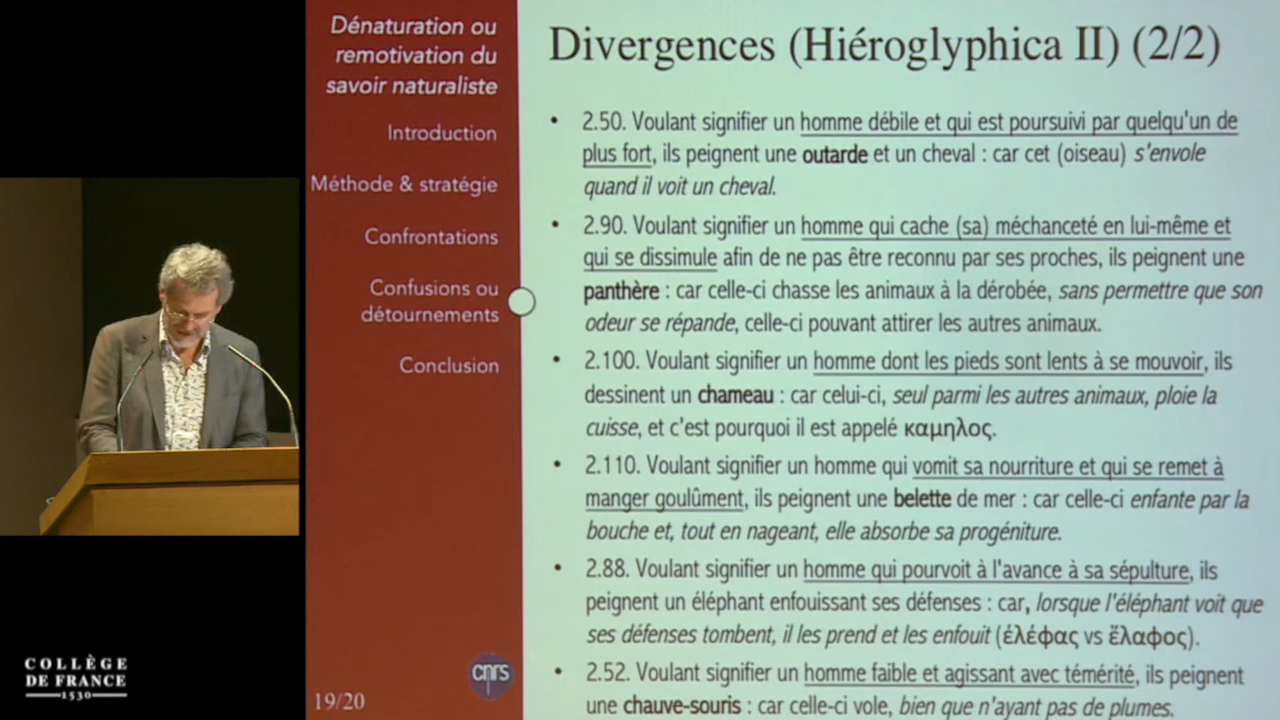 Dénaturation ou
remotivation du
savoir naturaliste
Introduction
Méthode & stratégie
Confrontations
Confusions ou
détournements
Conclusion
19/20
cnrs
Divergences (Hiéroglyphica II) (2/2)
• 2.50. Voulant signifier un homme débile et qui est poursuivi par quelqu'un de
plus fort, ils peignent une outarde et un cheval : car cet (oiseau) s'envole
quand il voit un cheval.
• 2.90. Voulant signifier un homme qui cache (sa) méchanceté en lui-même et
qui se dissimule afin de ne pas être reconnu par ses proches, ils peignent une
panthère : car celle-ci chasse les animaux à la dérobée, sans permettre que son
odeur se répande, celle-ci pouvant attirer les autres animaux.
• 2.100. Voulant signifier un homme dont les pieds sont lents à se mouvoir, ils
dessinent un chameau : car celui-ci, seul parmi les autres animaux, ploie la
cuisse, et c'est pourquoi il est appelé καμηλος.
• 2.110. Voulant signifier un homme qui vomit sa nourriture et qui se remet à
manger goulûment, ils peignent une belette de mer : car celle-ci enfante par la
bouche et, tout en nageant, elle absorbe sa progéniture.
• 2.88. Voulant signifier un homme qui pourvoit à l'avance à sa sépulture, ils
peignent un éléphant enfouissant ses défenses : car, lorsque l'éléphant voit que
ses défenses tombent, il les prend et les enfouit (ἐλέφας vs ἔλαφος).
• 2.52. Voulant signifier un homme faible et agissant avec témérité, ils peignent
une chauve-souris : car celle-ci vole, bien que n'ayant pas de plumes.
COLLÈGE
DE FRANCE
1530